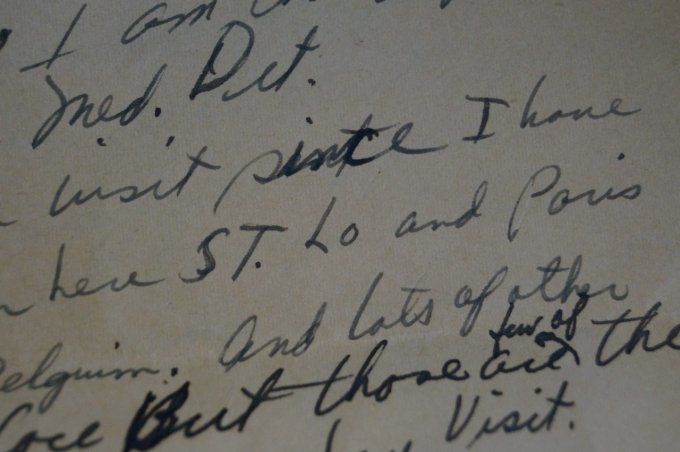 I am
Med. Det.
visit since I have
here ST. Lo and Paris
Belguim. And Lots of other
few of
But those are the
Visit.